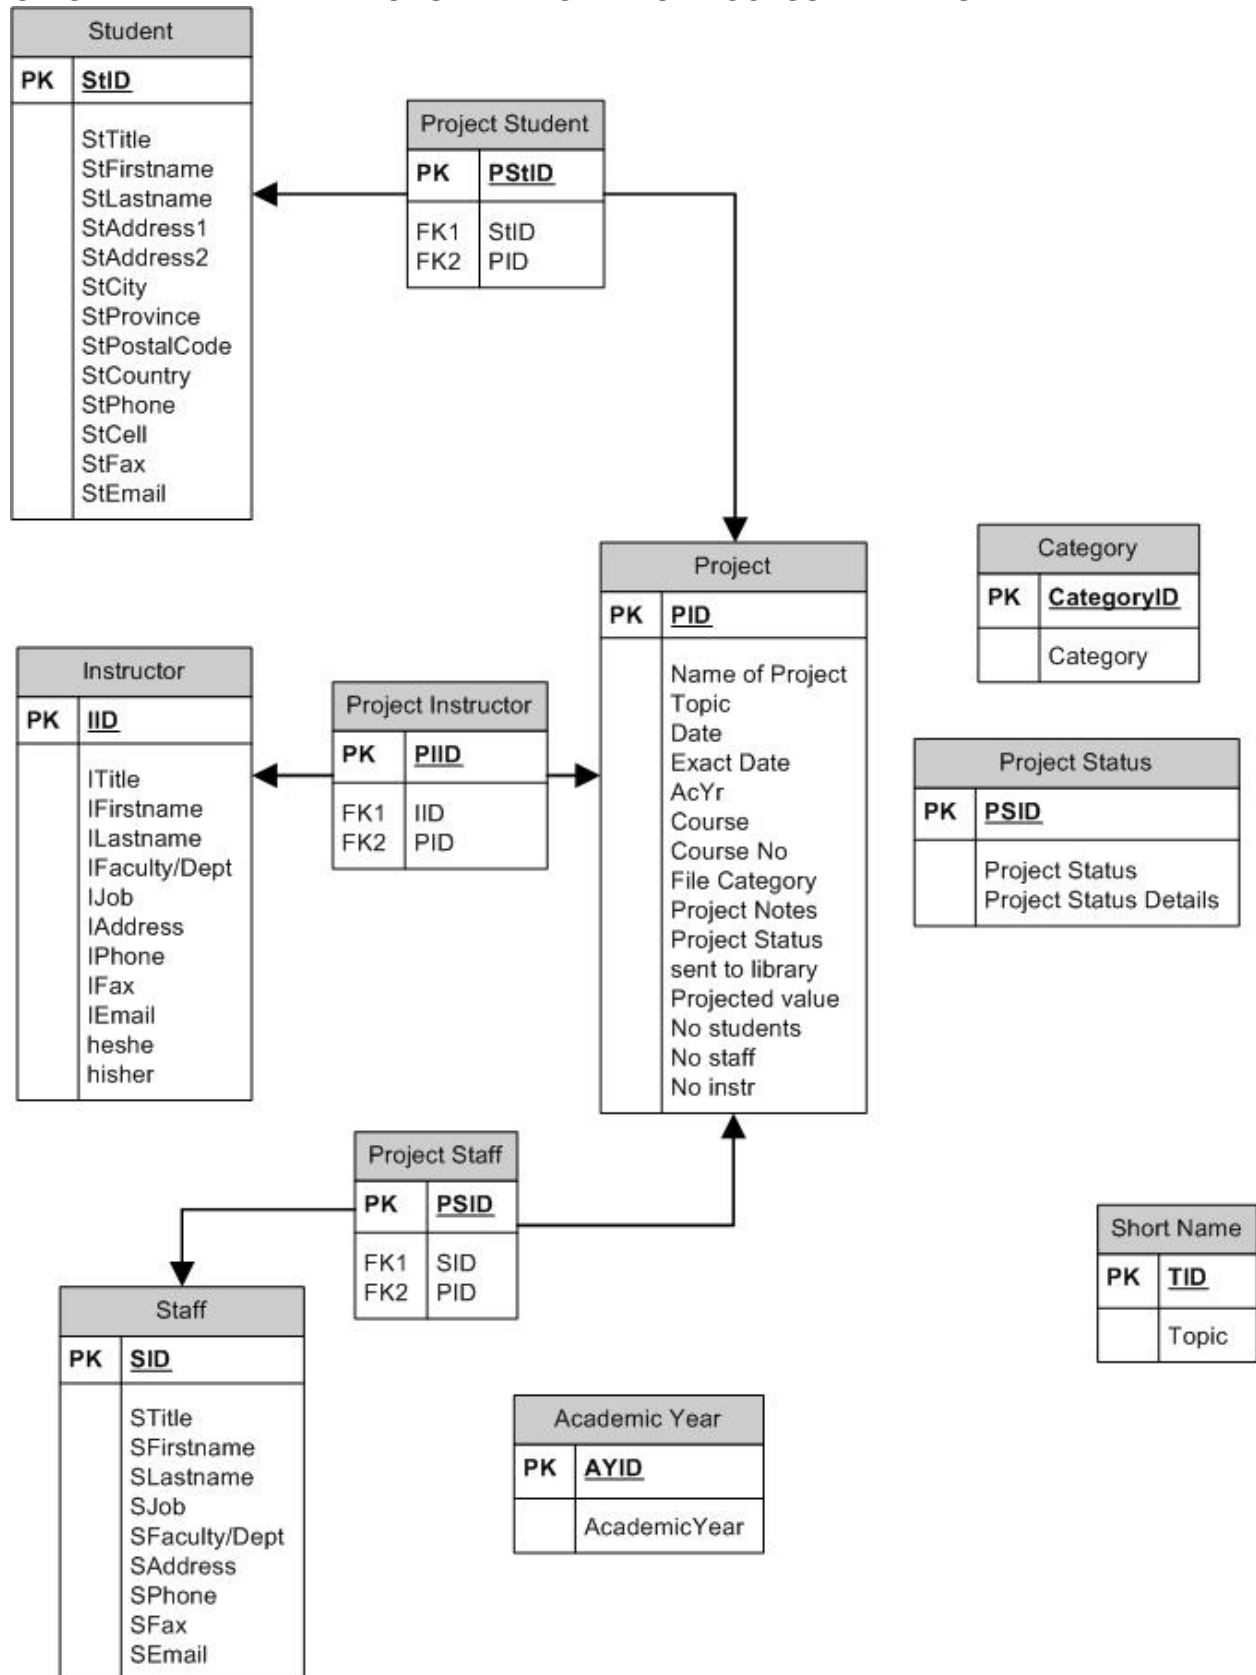 Student
PK StID
StTitle
StFirstname
StLastname
StAddress1
StAddress2
StCity
StProvince
StPostalCode
StCountry
StPhone
StCell
StFax
StEmail
Project Student
PK PStID
FK1 StID
FK2 PID
Project
PK PID
Name of Project
Topic
Date
Exact Date
AcYr
Course
Course No
File Category
Project Notes
Project Status
sent to library
Projected value
No students
No staff
No instr
Category
PK CategoryID
Category
Project Status
PK PSID
Project Status
Project Status Details
Instructor
PK IID
ITitle
IFirstname
ILastname
IFaculty/Dept
IJob
IAddress
IPhone
IFax
IEmail
heshe
hisher
Project Instructor
PK PIID
FK1 IID
FK2 PID
Project Staff
PK PSID
FK1 SID
FK2 PID
Staff
PK SID
STitle
SFirstname
SLastname
SJob
SFaculty/Dept
SAddress
SPhone
SFax
SEmail
Academic Year
PK AYID
AcademicYear
Short Name
PK TID
Topic